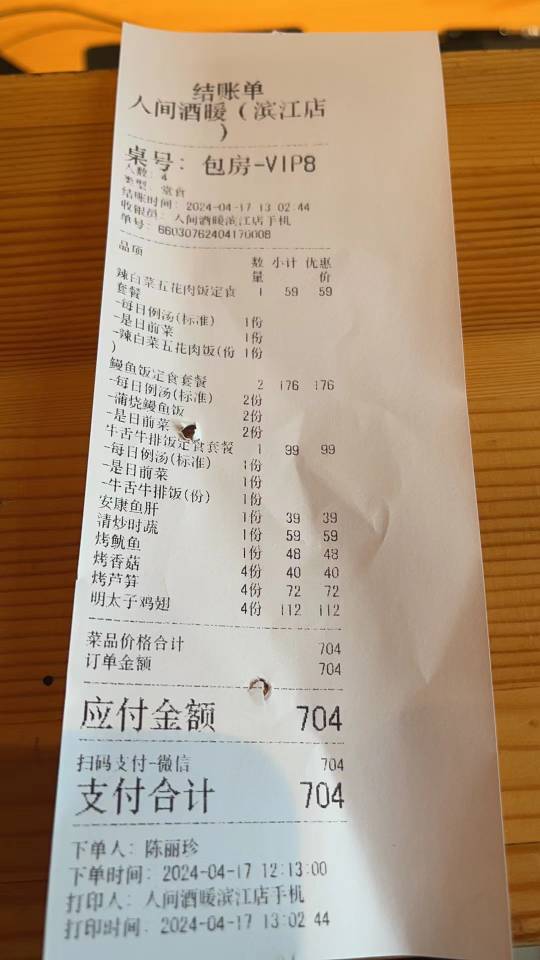 结账单
人间酒暖(滨江店
)
桌号: 包房-VIP8
人数: 4
类型: 堂食
结账时间: 2024-04-17 13:02:44
收银员: 人间酒暖滨江店手机
单号: 66030762404170008
品项 数量 小计 优惠价
辣白菜五花肉饭定食套餐 1 59 59
-每日例汤(标准) 1份
-是日前菜 1份
-辣白菜五花肉饭(份) 1份
鳗鱼饭定食套餐 2 176 176
-每日例汤(标准) 2份
-蒲烧鳗鱼饭 2份
-是日前菜 2份
牛舌牛排饭定食套餐 1 99 99
-每日例汤(标准) 1份
-是日前菜 1份
-牛舌牛排饭(份) 1份
安康鱼肝 1份 39 39
清炒时蔬 1份 59 59
烤鱿鱼 1份 48 48
烤香菇 4份 40 40
烤芦笋 4份 72 72
明太子鸡翅 4份 112 112
菜品价格合计 704
订单金额 704
应付金额 704
扫码支付-微信 704
支付合计 704
下单人: 陈丽珍
下单时间: 2024-04-17 12:13:00
打印人: 人间酒暖滨江店手机
打印时间: 2024-04-17 13:02:44